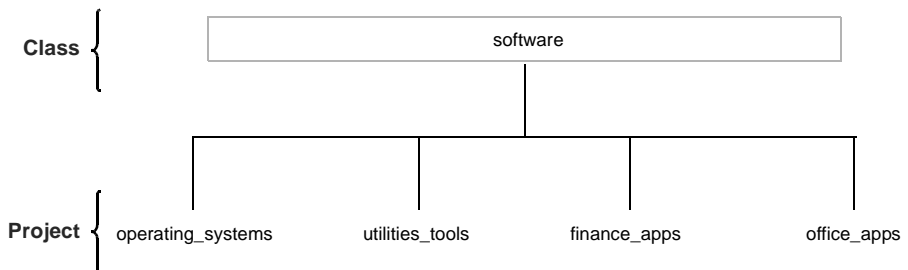 Class
software
Project
operating_systems
utilities_tools
finance_apps
office_apps